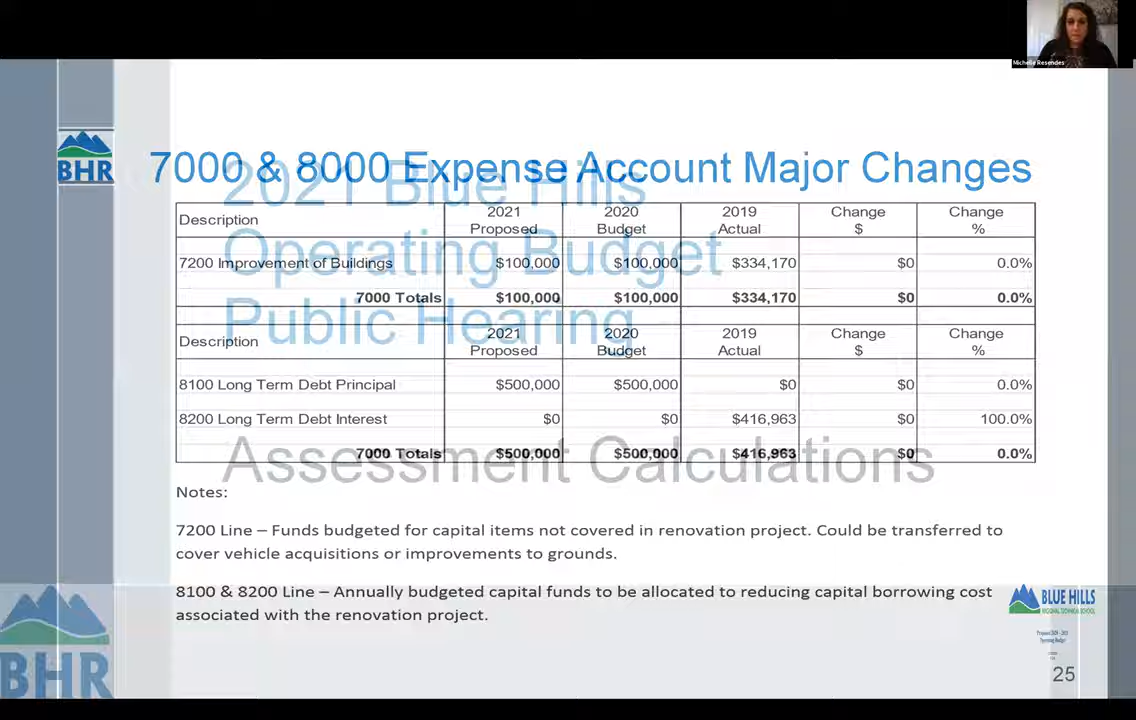 Michelle Resendes
BHR
7000 & 8000 Expense Account Major Changes
2021 Blue Hills
Operating Budget
Public Hearing
Assessment Calculations
Description 2021 Proposed 2020 Budget 2019 Actual Change $ Change %
7200 Improvement of Buildings $100,000 $100,000 $334,170 $0 0.0%
7000 Totals $100,000 $100,000 $334,170 $0 0.0%
Description 2021 Proposed 2020 Budget 2019 Actual Change $ Change %
8100 Long Term Debt Principal $500,000 $500,000 $0 $0 0.0%
8200 Long Term Debt Interest $0 $0 $416,963 $0 100.0%
7000 Totals $500,000 $500,000 $416,963 $0 0.0%
Notes:
7200 Line – Funds budgeted for capital items not covered in renovation project. Could be transferred to
cover vehicle acquisitions or improvements to grounds.
8100 & 8200 Line – Annually budgeted capital funds to be allocated to reducing capital borrowing cost
associated with the renovation project.
BLUE HILLS
REGIONAL TECHNICAL SCHOOL
Operating Budget
25
BHR